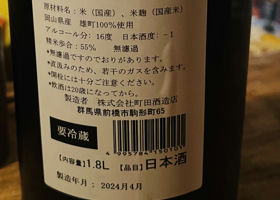 原材料名：米（国産）、米麹（国産米）
岡山県産　雄町100％使用
アルコール分：16度　日本酒度：－1
精米歩合：55％　　無濾過
•無濾過ですのでおりがあります。
•直汲みのため、若干のガスを含みます。
•開栓には十分ご注意ください。
•飲酒は20歳になってから。
製造者　株式会社町田酒造店
群馬県前橋市駒形町65
要冷蔵
4 995784 150101
【内容量】1.8L 【品目】日本酒
製造年月： 2024月4月